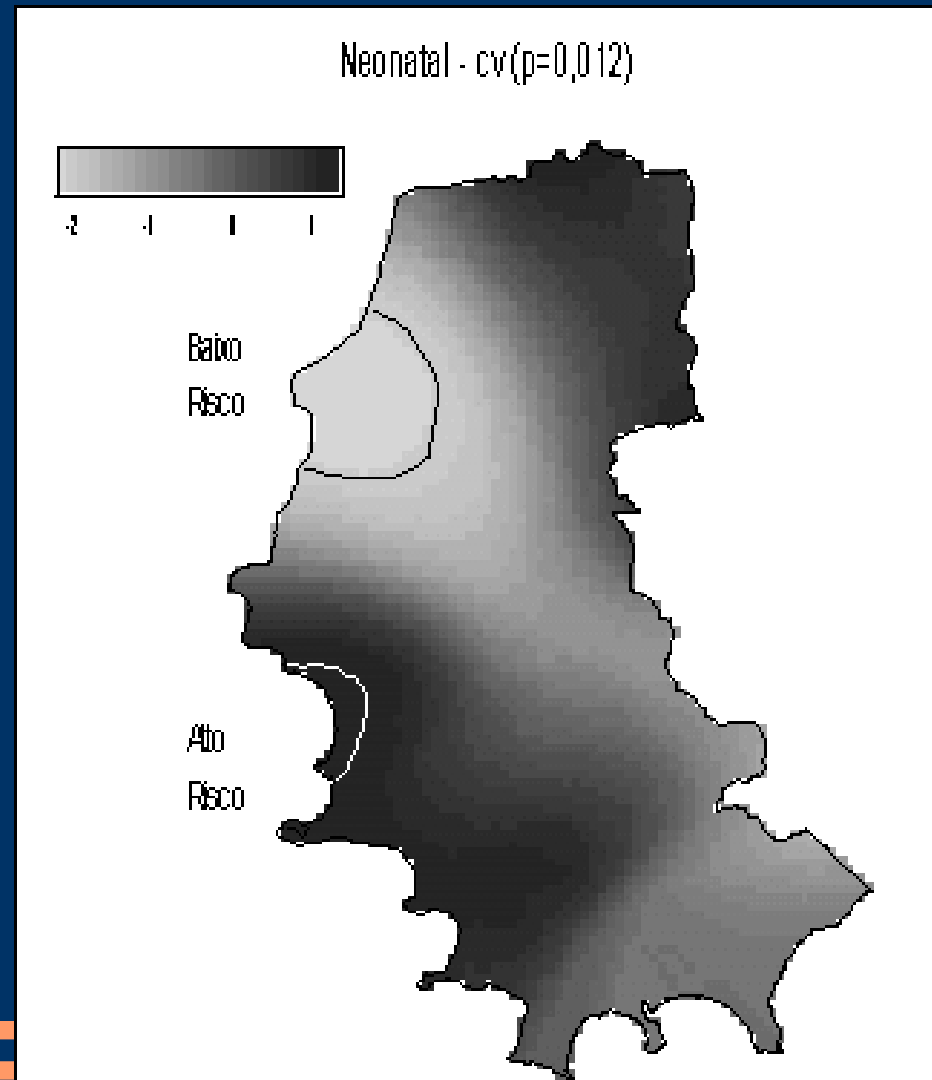 Neonatal - cv(p=0,012)
-2 -1 0 1
Baixo
Risco
Alto
Risco